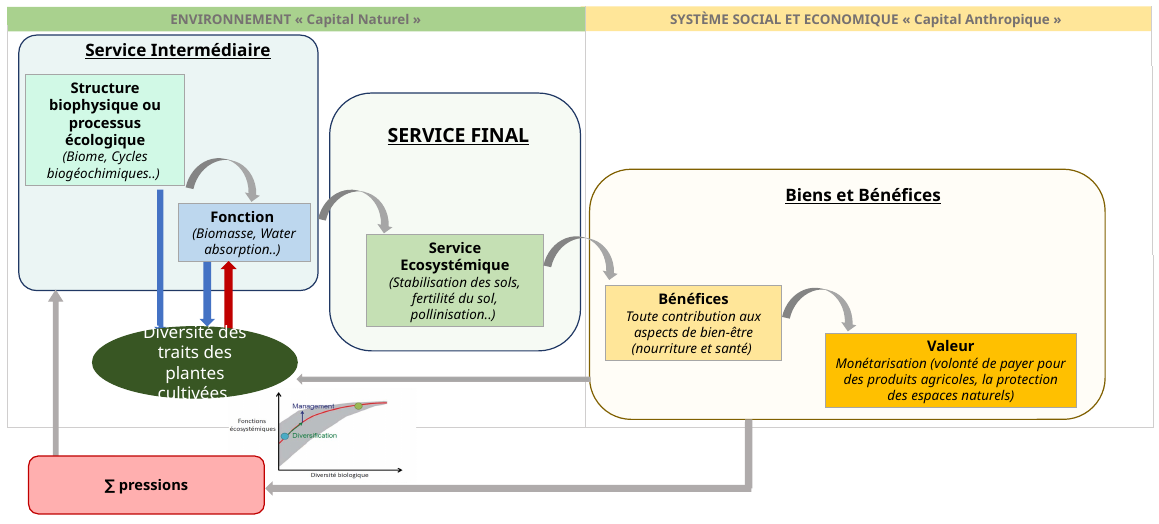 ENVIRONNEMENT « Capital Naturel »
SYSTÈME SOCIAL ET ECONOMIQUE « Capital Anthropique »
Service Intermédiaire
Structure
biophysique ou
processus
écologique
(Biome, Cycles
biogéochimiques..)
Fonction
(Biomasse, Water
absorption..)
SERVICE FINAL
Service
Ecosystémique
(Stabilisation des sols,
fertilité du sol,
pollinisation..)
Biens et Bénéfices
Bénéfices
Toute contribution aux
aspects de bien-être
(nourriture et santé)
Valeur
Monétarisation (volonté de payer pour
des produits agricoles, la protection
des espaces naturels)
Diversité des
traits des
plantes
cultivées
Fonctions
écosystémiques
Management
Diversification
Diversité biologique
∑ pressions